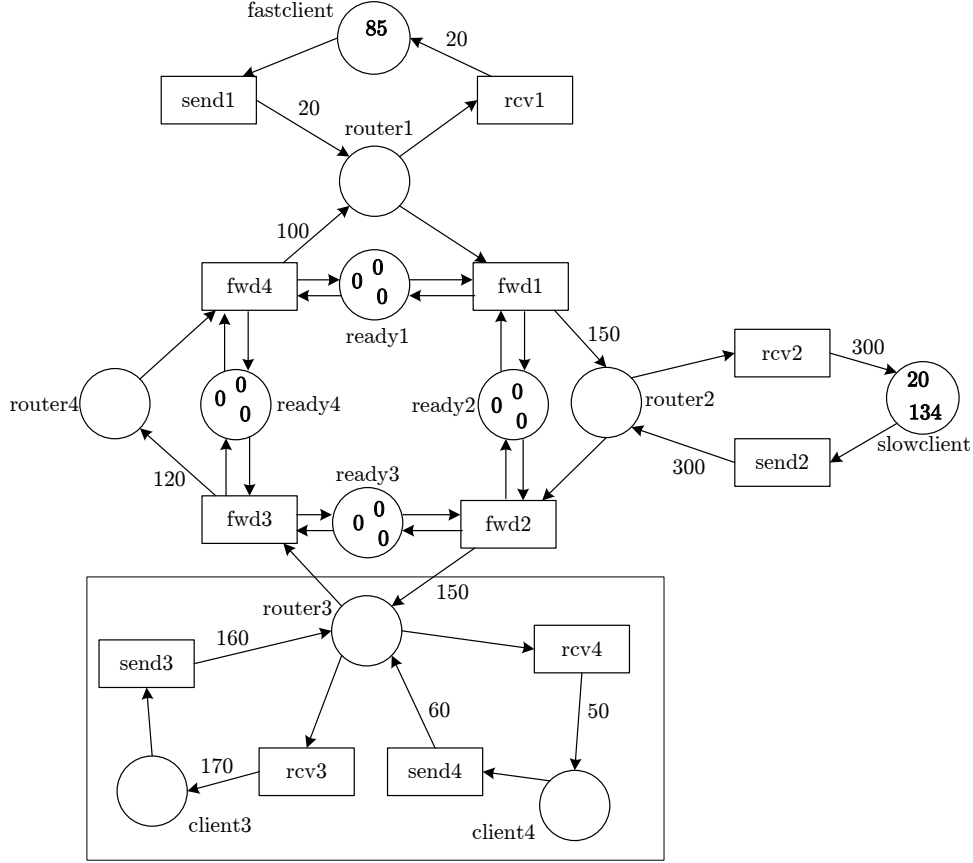 fastclient
85
20
send1
20
rcv1
router1
100
fwd4
0
0
0
fwd1
ready1
150
rcv2
300
router4
0
0
0
ready4
ready2
0
0
0
router2
20
134
slowclient
120
300
send2
ready3
fwd3
0
0
0
fwd2
150
router3
160
send3
rcv4
60
50
170
rcv3
send4
client3
client4